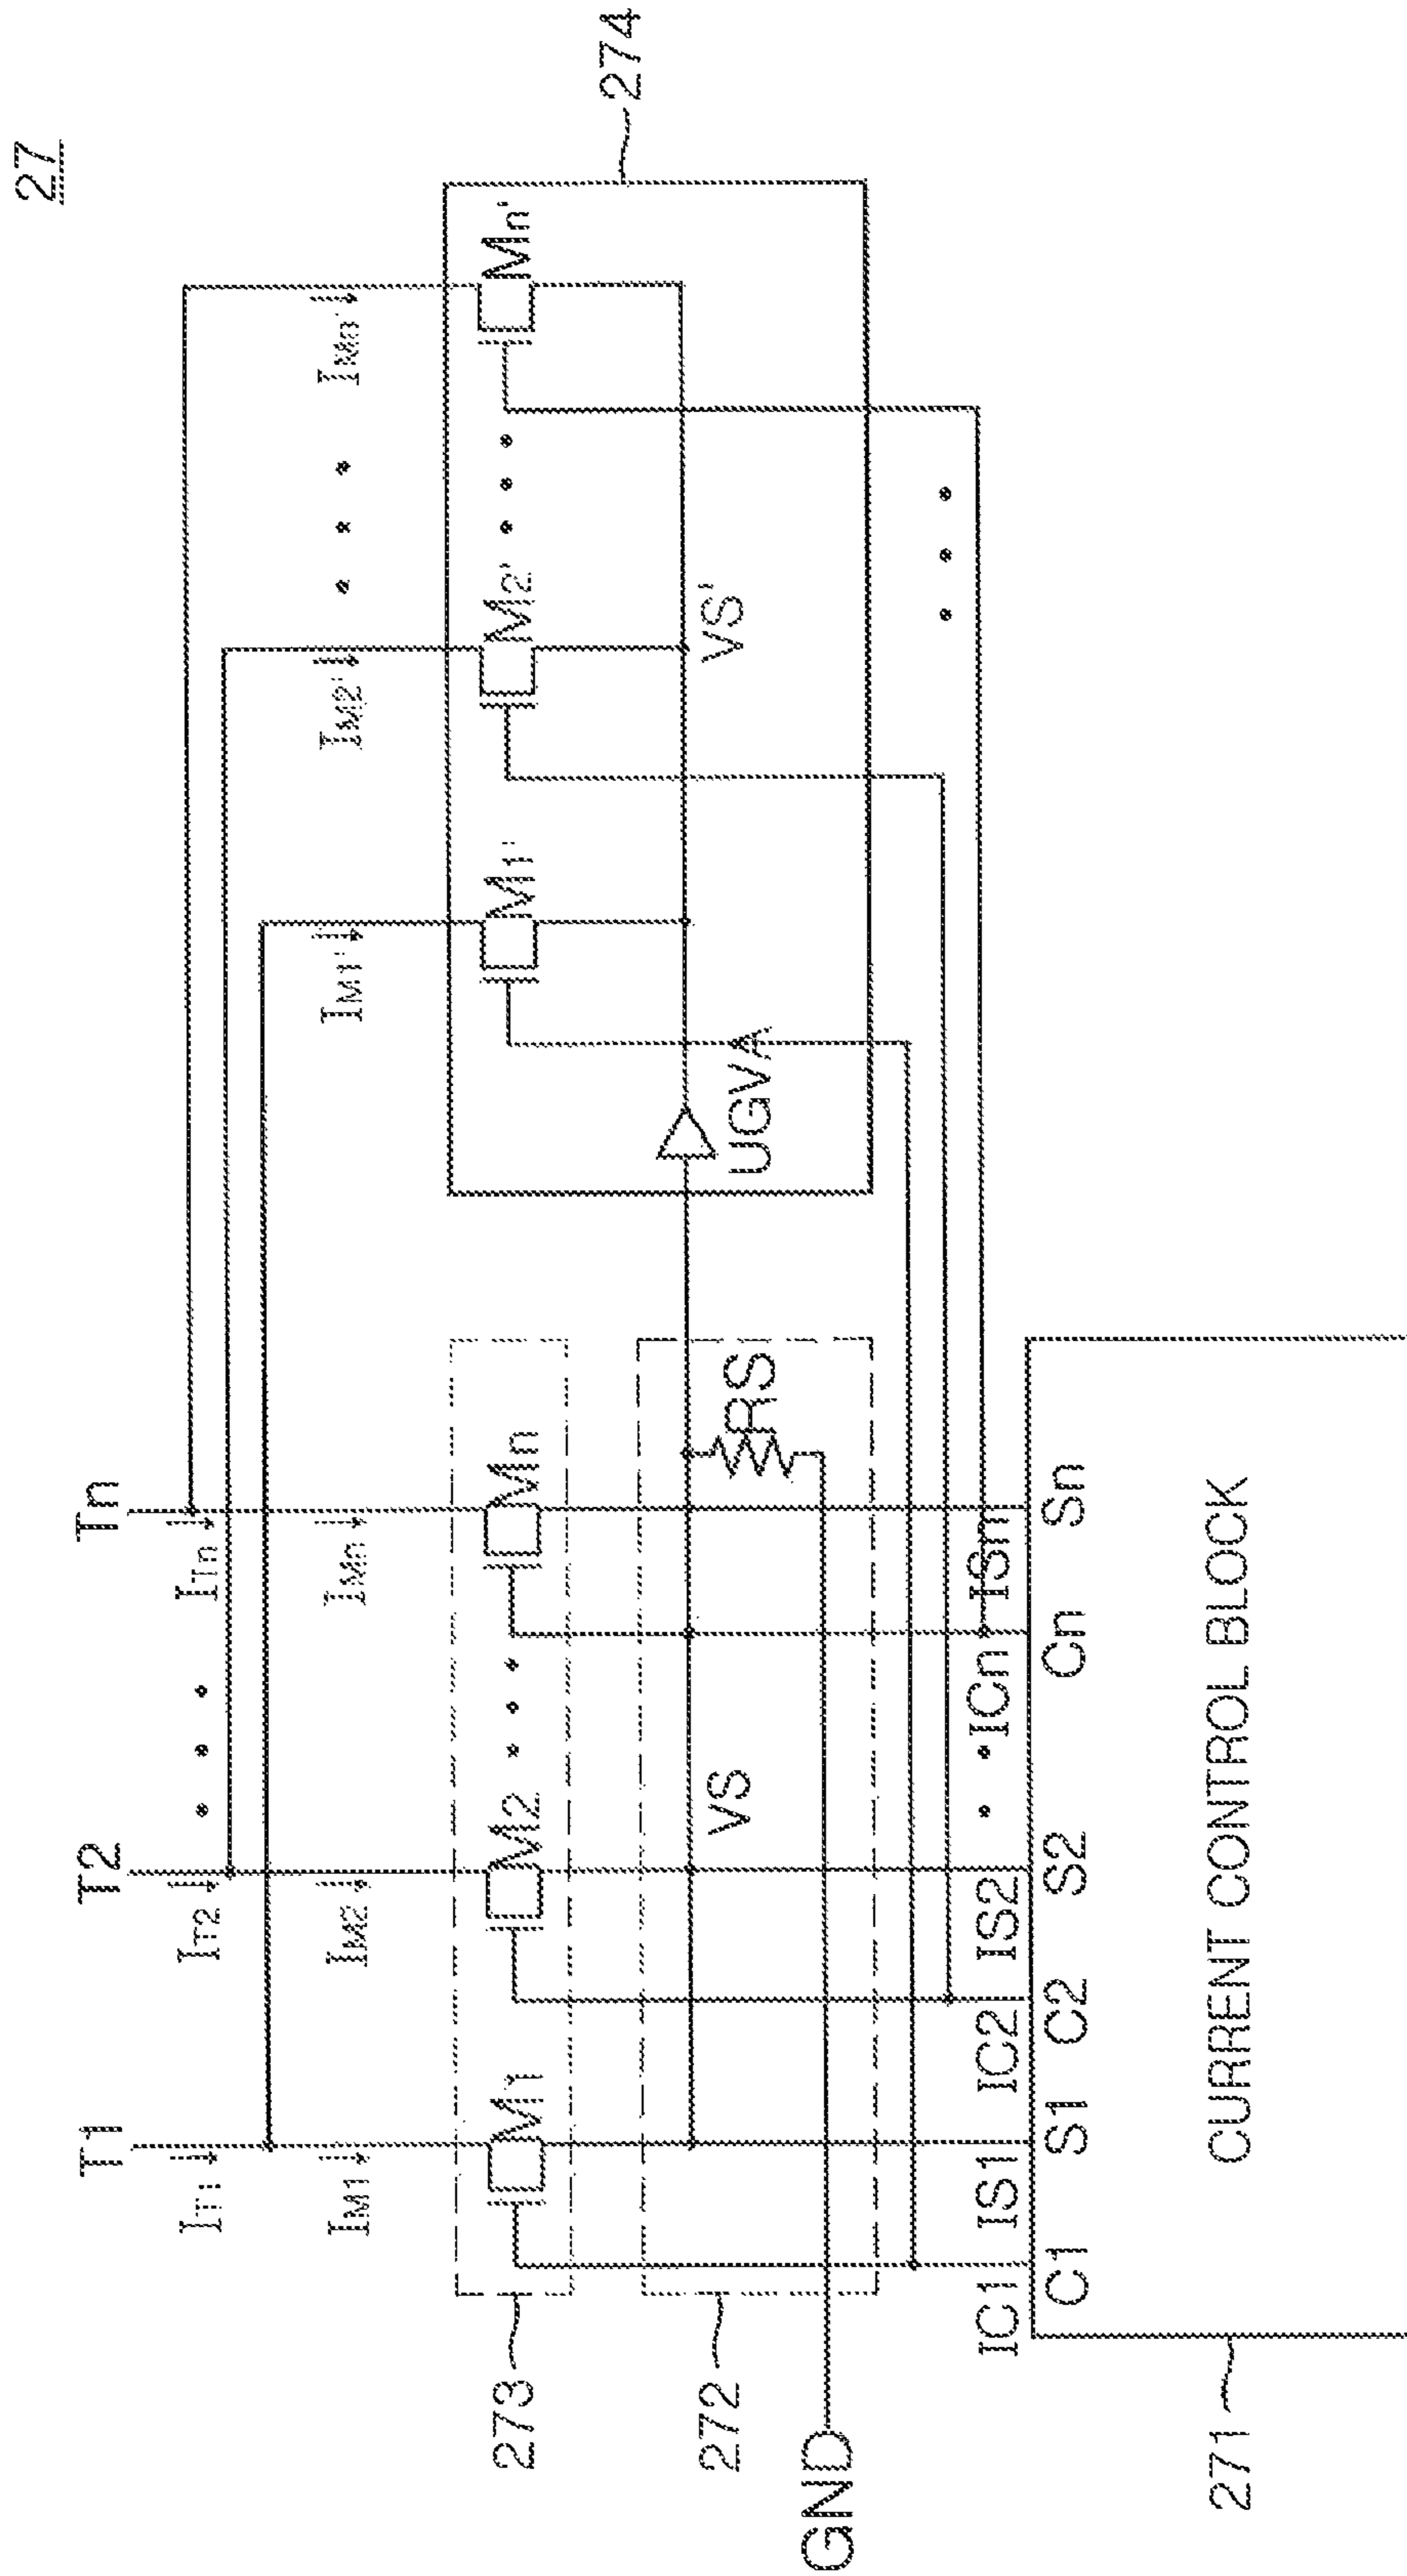 27
T1
T2
Tn
IT1
IT2
ITn
IM1
IM2
IMn
IM1'
IM2'
IMn'
273
M1
M2
Mn
M1'
M2'
Mn'
274
272
VS
RS
UGVA
VS'
GND
IC1
IS1
IC2
IS2
ICn
ISn
C1
S1
C2
S2
Cn
Sn
271
CURRENT CONTROL BLOCK